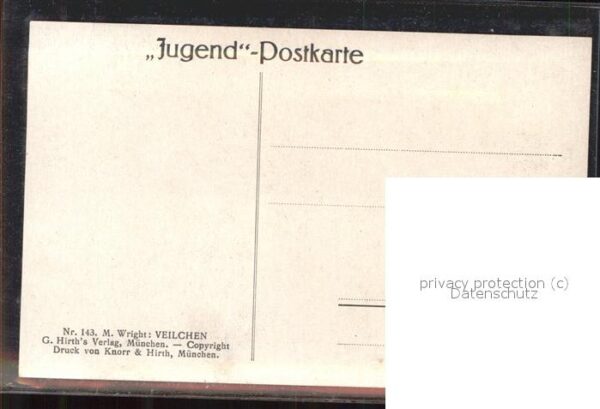 „Jugend“-Postkarte
Nr. 143. M. Wright: VEILCHEN
G. Hirth's Verlag, München. — Copyright
Druck von Knorr & Hirth, München.
privacy protection (c)
Datenschutz